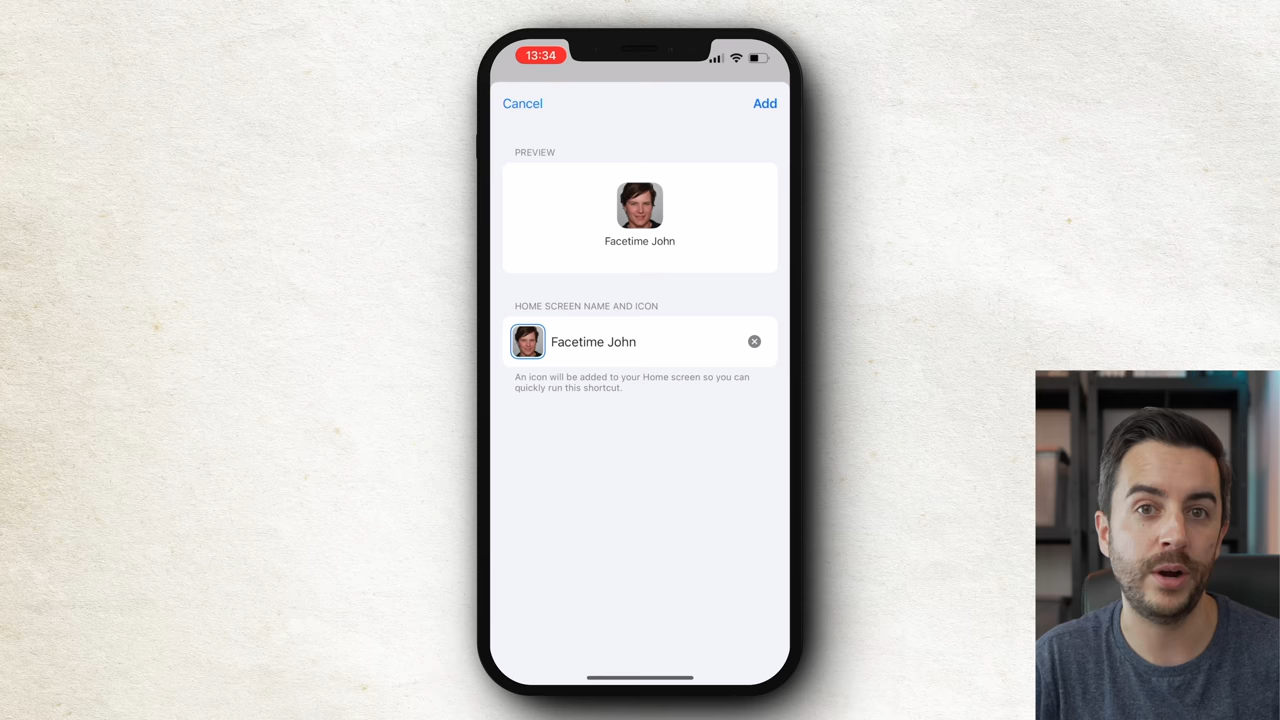 13:34
Cancel
Add
PREVIEW
Facetime John
HOME SCREEN NAME AND ICON
Facetime John
An icon will be added to your Home screen so you can
quickly run this shortcut.